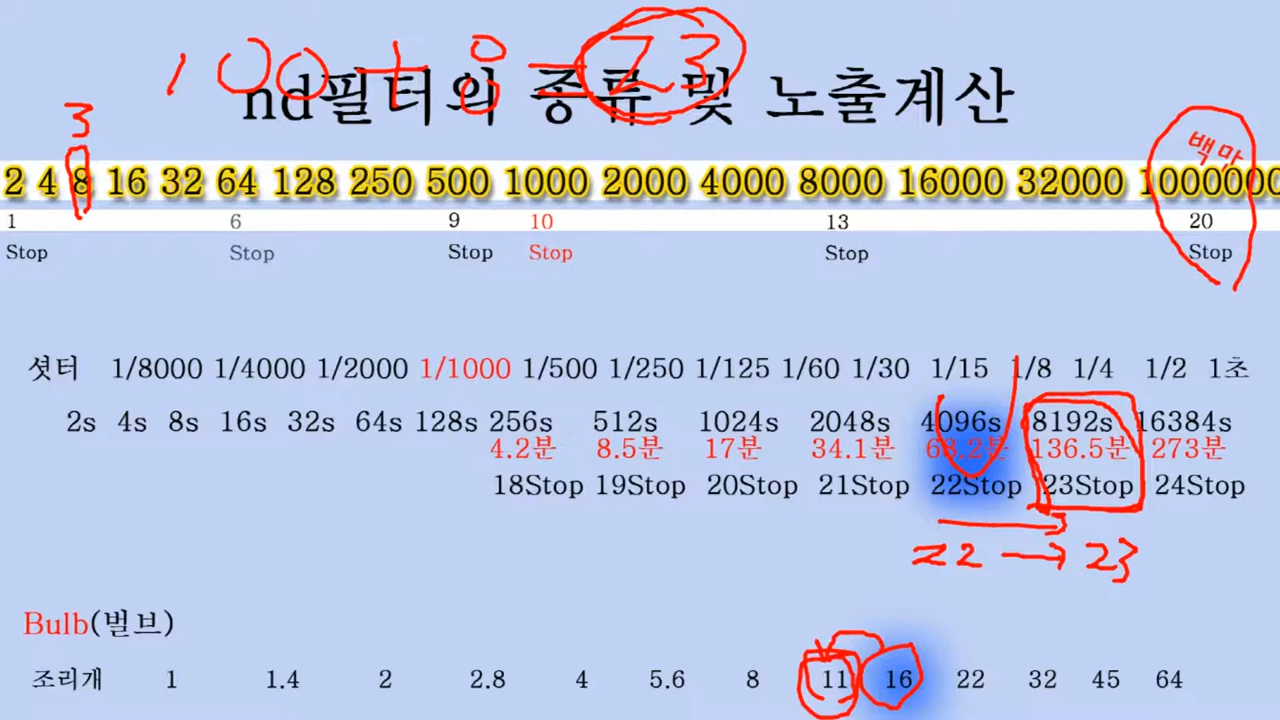 100 + 8 = 23
nd필터의 종류 및 노출계산
3
백만
2 4 8 16 32 64 128 250 500 1000 2000 4000 8000 16000 32000 1000000
1 6 9 10 13 20
Stop Stop Stop Stop Stop Stop
셧터 1/8000 1/4000 1/2000 1/1000 1/500 1/250 1/125 1/60 1/30 1/15 1/8 1/4 1/2 1초
2s 4s 8s 16s 32s 64s 128s 256s 512s 1024s 2048s 4096s 8192s 16384s
4.2분 8.5분 17분 34.1분 68.2분 136.5분 273분
18Stop 19Stop 20Stop 21Stop 22Stop 23Stop 24Stop
22 → 23
Bulb(벌브)
조리개 1 1.4 2 2.8 4 5.6 8 11 16 22 32 45 64